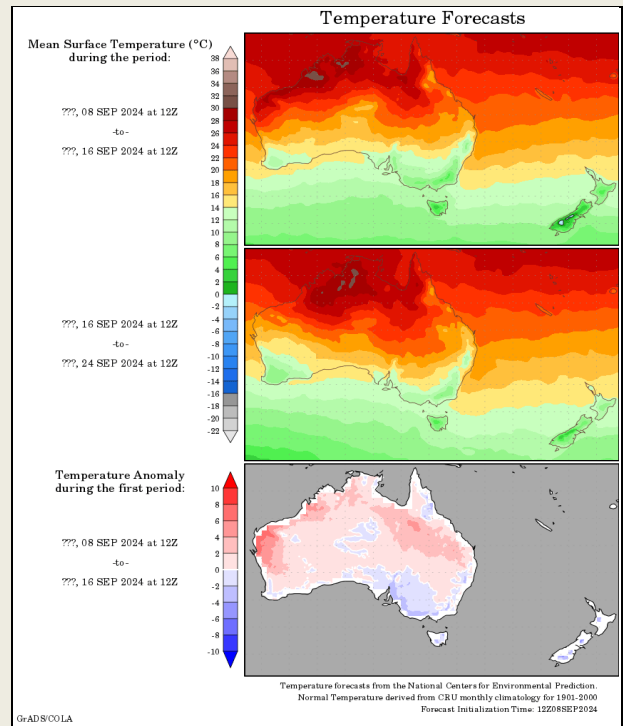 Temperature Forecasts
Mean Surface Temperature (°C)
during the period:
???, 08 SEP 2024 at 12Z
-to-
???, 16 SEP 2024 at 12Z
38
36
34
32
30
28
26
24
22
20
18
16
14
12
10
8
6
4
2
0
-2
-4
-6
-8
-10
-12
-14
-16
-18
-20
-22
???, 16 SEP 2024 at 12Z
-to-
???, 24 SEP 2024 at 12Z
Temperature Anomaly
during the first period:
???, 08 SEP 2024 at 12Z
-to-
???, 16 SEP 2024 at 12Z
10
8
6
4
2
0
-2
-4
-6
-8
-10
Temperature forecasts from the National Centers for Environmental Prediction.
Normal Temperature derived from CRU monthly climatology for 1901-2000
Forecast Initialization Time: 12Z08SEP2024
GrADS/COLA